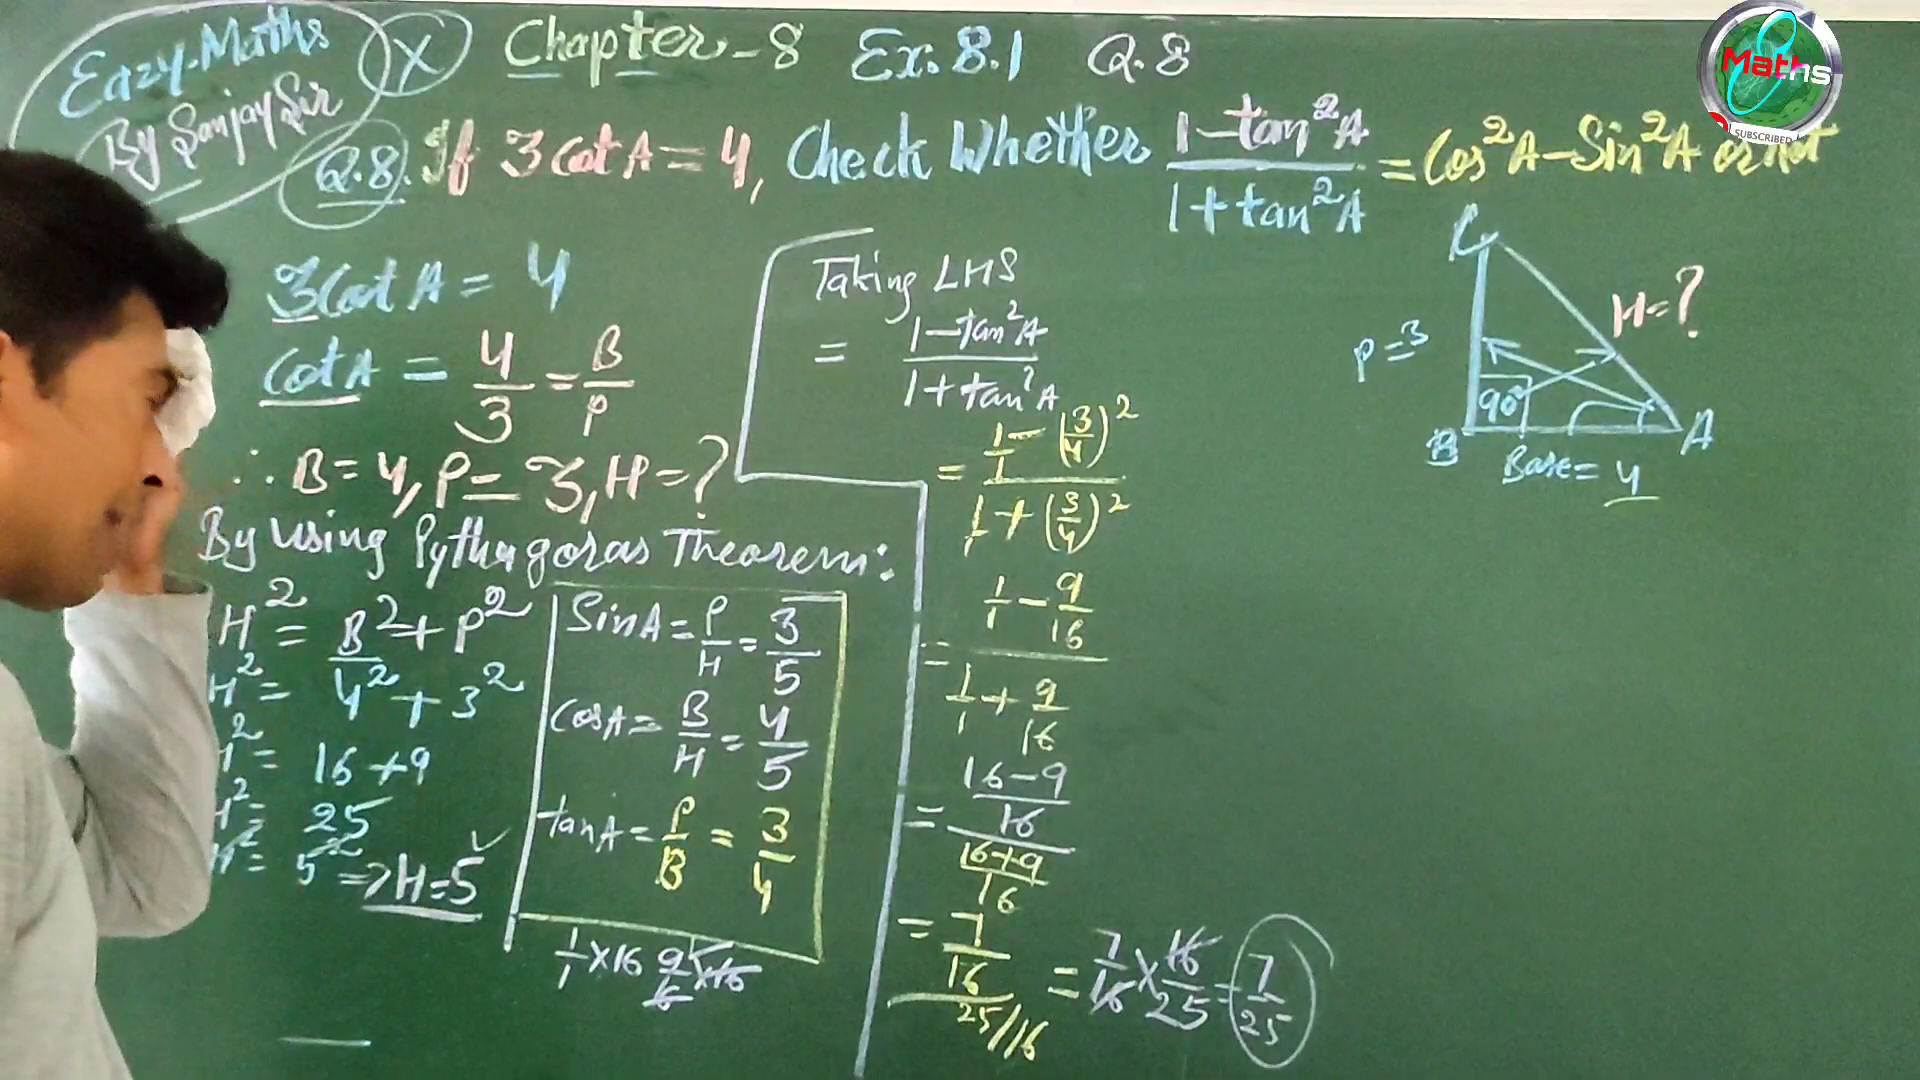 Eazy-Maths
By Sanjay Sir
X
Chapter-8 Ex: 8.1 Q.8
Maths
SUBSCRIBED
Q.8. If 3 cot A = 4, Check Whether (1 - tan²A)/(1 + tan²A) = Cos²A - Sin²A or not
3 Cot A = 4
Cot A = 4/3 = B/P
∴ B = 4, P = 3, H = ?
By using Pythagoras Theorem:
H² = B² + P²
H² = 4² + 3²
H² = 16 + 9
H² = 25
H² = 5² => H = 5
Sin A = P/H = 3/5
Cos A = B/H = 4/5
tan A = P/B = 3/4
1/1 × 16
Taking LHS
= (1 - tan²A)/(1 + tan²A)
= (1/1 - (3/4)²)/(1/1 + (3/4)²)
= (1/1 - 9/16)/(1/1 + 9/16)
= ((16 - 9)/16)/((16 + 9)/16)
= (7/16)/(25/16) = 7/16 × 16/25 = 7/25
C
H = ?
P = 3
90°
B
A
Base = 4